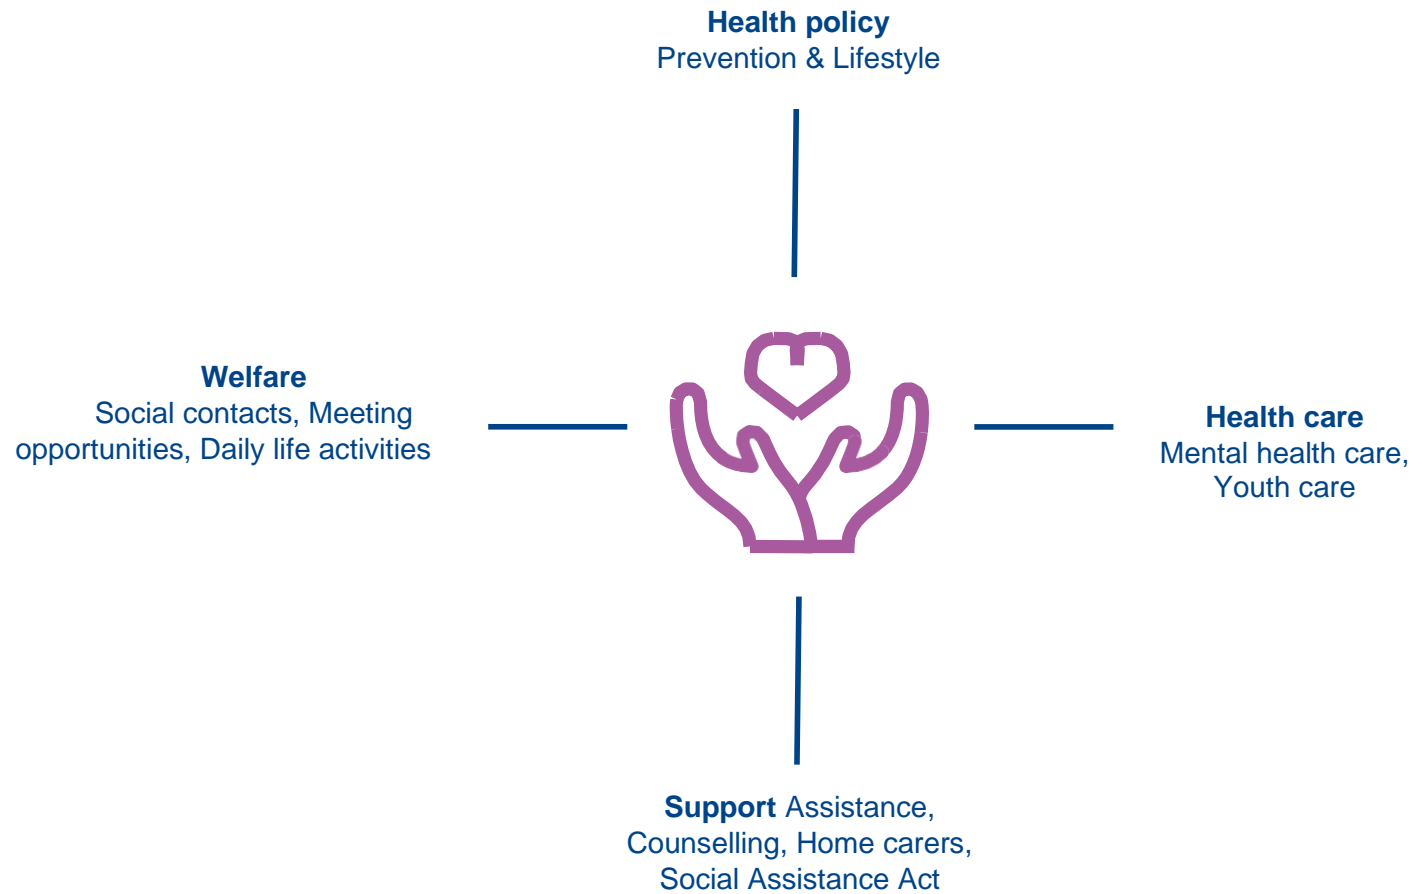 Health policy
Prevention & Lifestyle
Welfare
Social contacts, Meeting
opportunities, Daily life activities
Health care
Mental health care,
Youth care
Support Assistance,
Counselling, Home carers,
Social Assistance Act